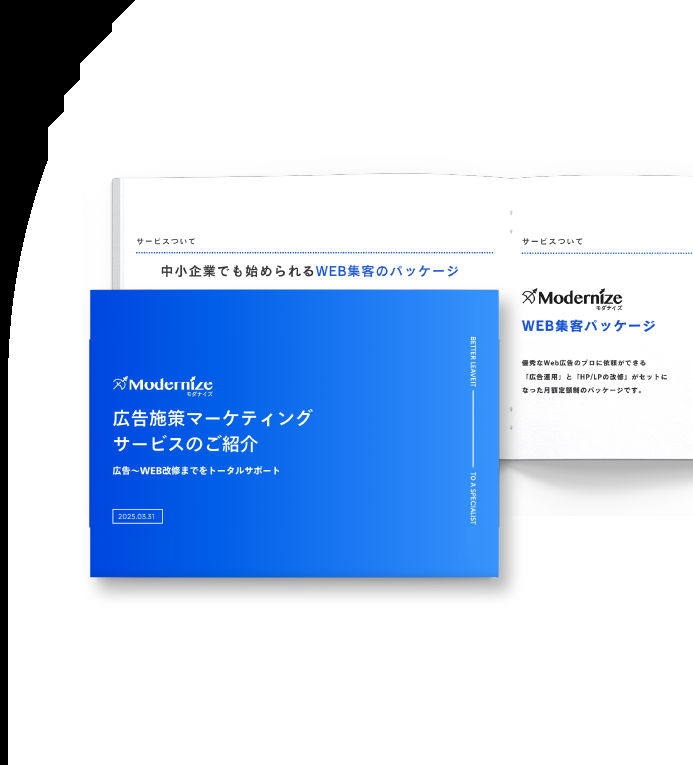 サービスついて
中小企業でも始められるWEB集客のパッケージ
サービスついて
Modernize
モダナイズ
WEB集客パッケージ
優秀なWeb広告のプロに依頼ができる
「広告運用」と「HP/LPの改修」がセットに
なった月額定額制のパッケージです。
Modernize
モダナイズ
広告施策マーケティング
サービスのご紹介
広告〜WEB改修までをトータルサポート
2025.03.31
BETTER LEAVEIT
TO A SPECIALIST